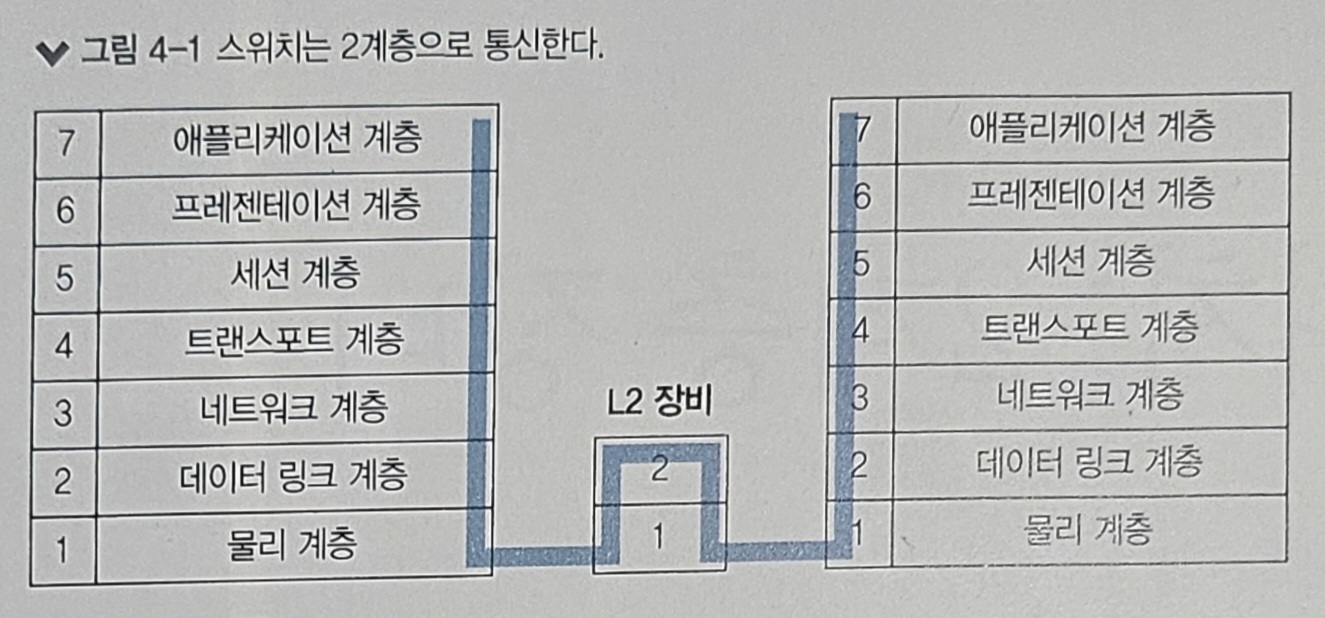 그림 4-1 스위치는 2계층으로 통신한다.
7 애플리케이션 계층
6 프레젠테이션 계층
5 세션 계층
4 트랜스포트 계층
3 네트워크 계층
2 데이터 링크 계층
1 물리 계층
L2 장비
2
1
7 애플리케이션 계층
6 프레젠테이션 계층
5 세션 계층
4 트랜스포트 계층
3 네트워크 계층
2 데이터 링크 계층
1 물리 계층